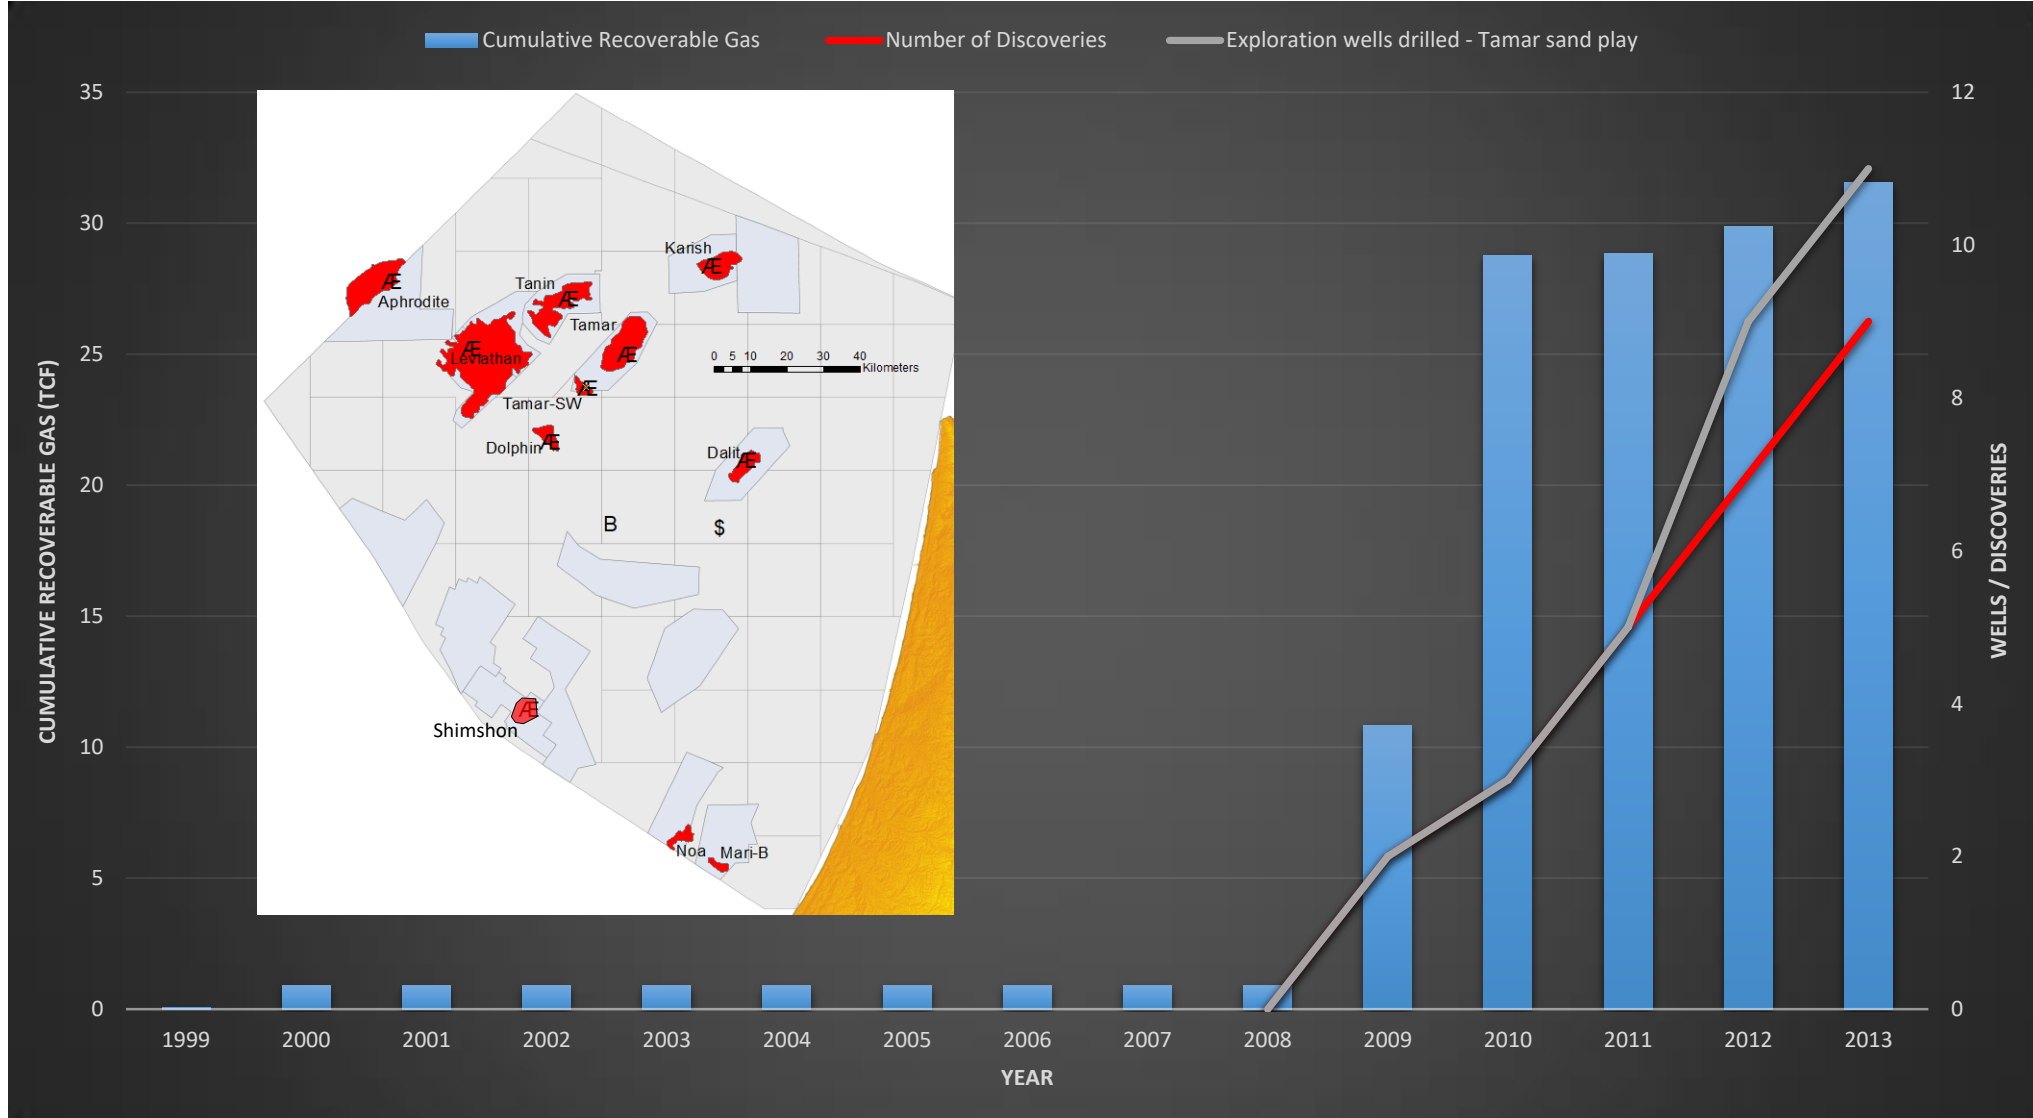 Cumulative Recoverable Gas
Number of Discoveries
Exploration wells drilled - Tamar sand play
CUMULATIVE RECOVERABLE GAS (TCF)
35
30
25
20
15
10
5
0
Karish
Æ
Æ
Aphrodite
Tanin
Æ
Tamar
Æ
Æ
Leviathan
0 5 10 20 30 40
Kilometers
Æ
Tamar-SW
Dolphin Æ
Dalit Æ
B
$
Æ
Shimshon
Noa
Mari-B
12
10
8
6
4
2
0
WELLS / DISCOVERIES
1999 2000 2001 2002 2003 2004 2005 2006 2007 2008 2009 2010 2011 2012 2013
YEAR